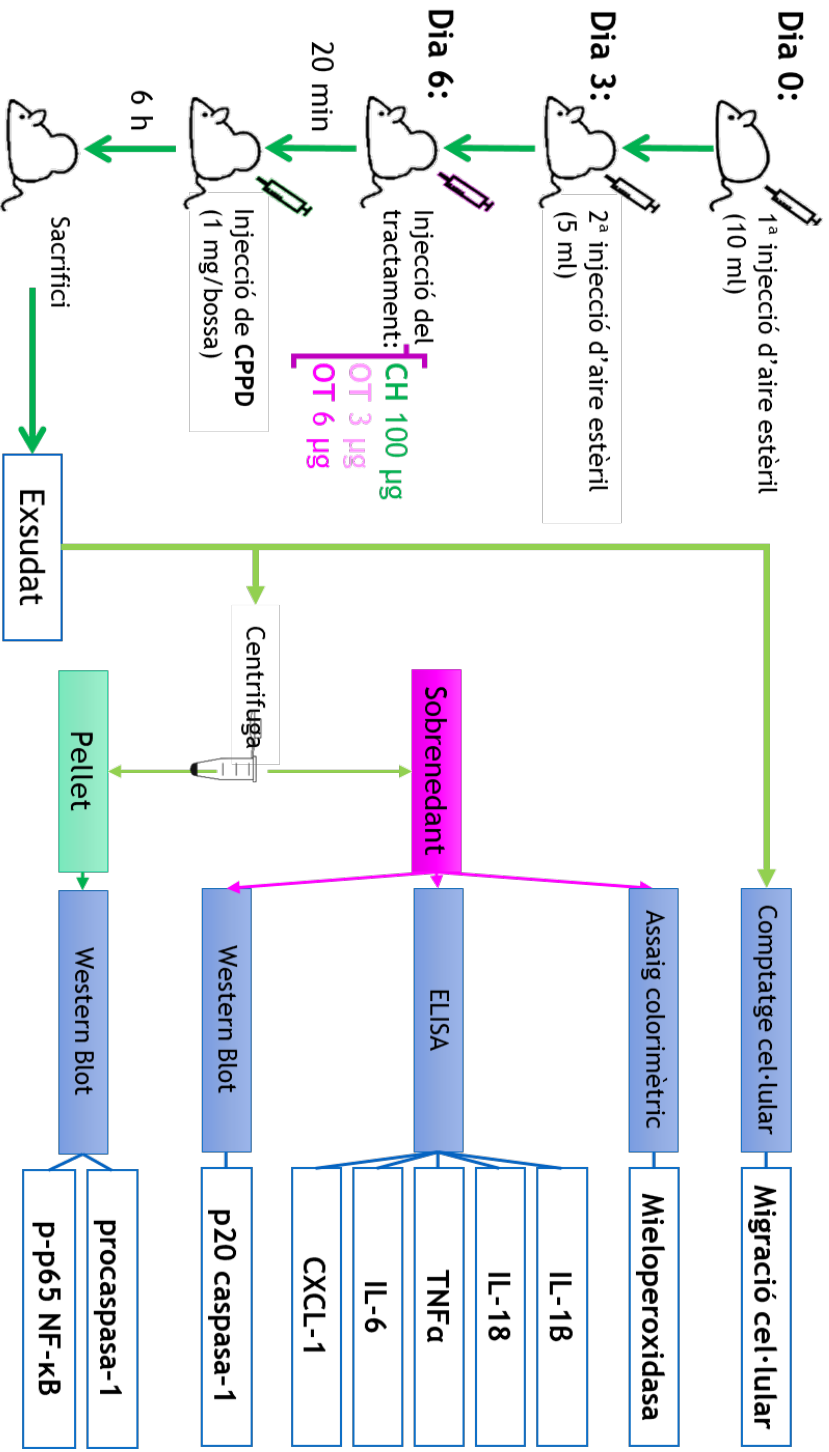 Dia 0:
1ª injecció d’aire estèril
(10 ml)
Dia 3:
2ª injecció d’aire estèril
(5 ml)
Dia 6:
Injecció del
tractament:
CH 100 µg
OT 3 µg
OT 6 µg
20 min
Injecció de CPPD
(1 mg/bossa)
6 h
Sacrifici
Exsudat
Centrifuga
Sobrenedant
Pellet
Comptatge cel·lular
Migració cel·lular
Assaig colorimètric
Mieloperoxidasa
ELISA
IL-1ß
IL-18
TNFα
IL-6
CXCL-1
Western Blot
p20 caspasa-1
Western Blot
procaspasa-1
p-p65 NF-κB